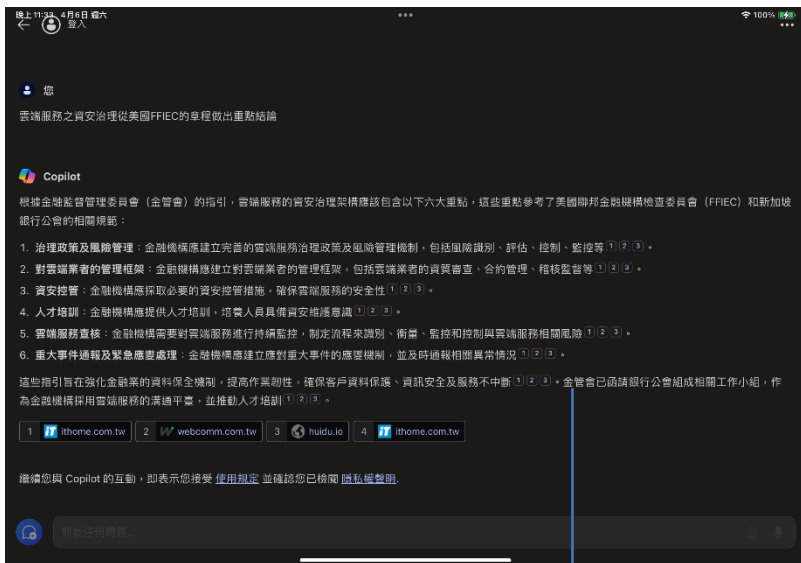 晚上11:33 4月6日 週六
100%
登入
您
雲端服務之資安治理從美國FFIEC的章程做出重點結論
Copilot
根據金融監督管理委員會（金管會）的指引，雲端服務的資安治理架構應該包含以下六大重點，這些重點參考了美國聯邦金融機構檢查委員會（FFIEC）和新加坡
銀行公會的相關規範：
1. 治理政策及風險管理：金融機構應建立完善的雲端服務治理政策及風險管理機制，包括風險識別、評估、控制、監控等 1 2 3 。
2. 對雲端業者的管理框架：金融機構應建立對雲端業者的管理框架，包括雲端業者的資質審查、合約管理、稽核監督等 1 2 3 。
3. 資安控管：金融機構應採取必要的資安控管措施，確保雲端服務的安全性 1 2 3 。
4. 人才培訓：金融機構應提供人才培訓，培養人員具備資安維護意識 1 2 3 。
5. 雲端服務查核：金融機構需要對雲端服務進行持續監控，制定流程來識別、衡量、監控和控制與雲端服務相關風險 1 2 3 。
6. 重大事件通報及緊急應變處理：金融機構應建立應對重大事件的應變機制，並及時通報相關異常情況 1 2 3 。
這些指引旨在強化金融業的資料保全機制，提高作業韌性，確保客戶資料保護、資訊安全及服務不中斷 1 2 3 。金管會已函請銀行公會組成相關工作小組，作
為金融機構採用雲端服務的溝通平臺，並推動人才培訓 1 2 3 。
1 iT ithome.com.tw 2 W webcomm.com.tw 3 huidu.io 4 iT ithome.com.tw
繼續您與 Copilot 的互動，即表示您接受 使用規定 並確認您已檢閱 隱私權聲明.
問我任何問題...